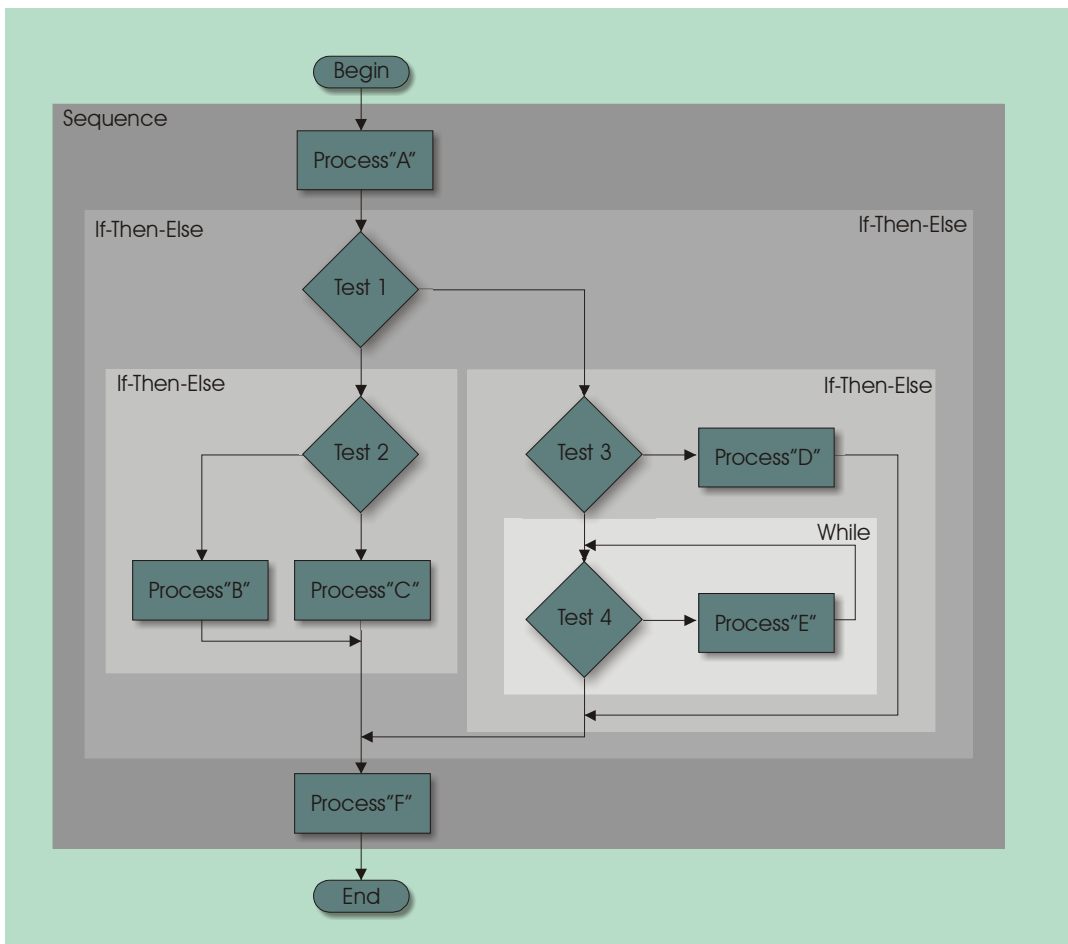 Begin
Sequence
Process"A"
If-Then-Else
If-Then-Else
Test 1
If-Then-Else
If-Then-Else
Test 2
Test 3
Process"D"
While
Process"B"
Process"C"
Test 4
Process"E"
Process"F"
End